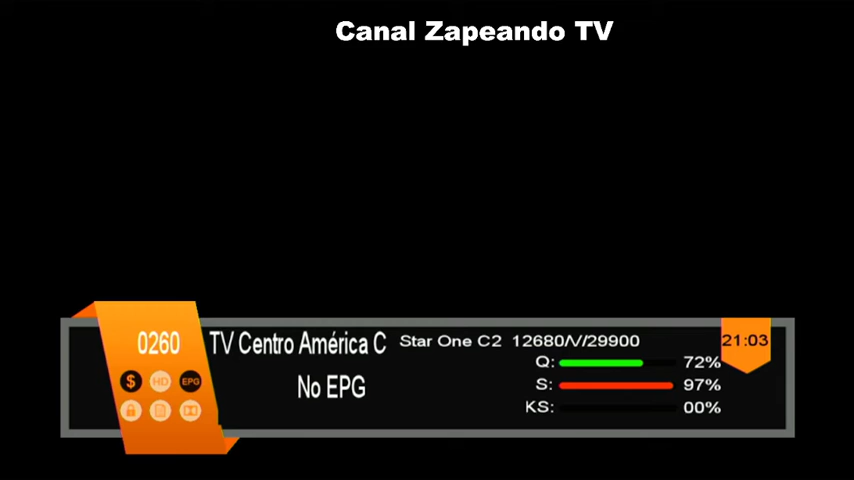 Canal Zapeando TV
0260 TV Centro América C Star One C2 12680/V/29900 21:03
Q: 72%
$ HD EPG No EPG S: 97%
KS: 00%